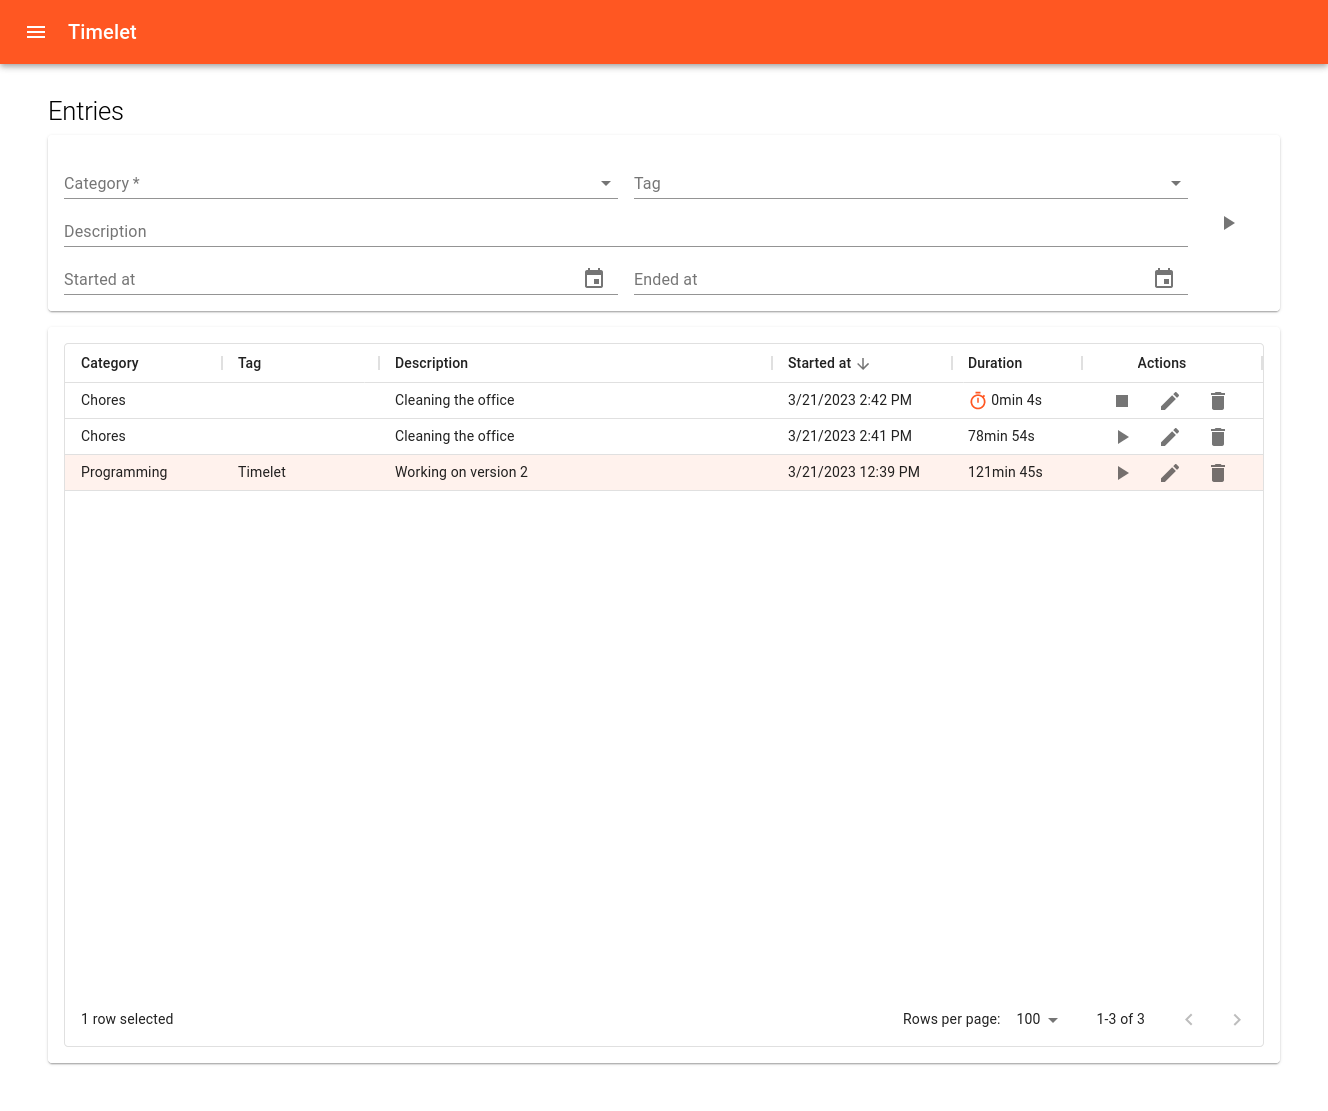 Timelet
Entries
Category *
Tag
Description
Started at
Ended at
Category Tag Description Started at Duration Actions
Chores Cleaning the office 3/21/2023 2:42 PM 0min 4s
Chores Cleaning the office 3/21/2023 2:41 PM 78min 54s
Programming Timelet Working on version 2 3/21/2023 12:39 PM 121min 45s
1 row selected Rows per page: 100 1-3 of 3